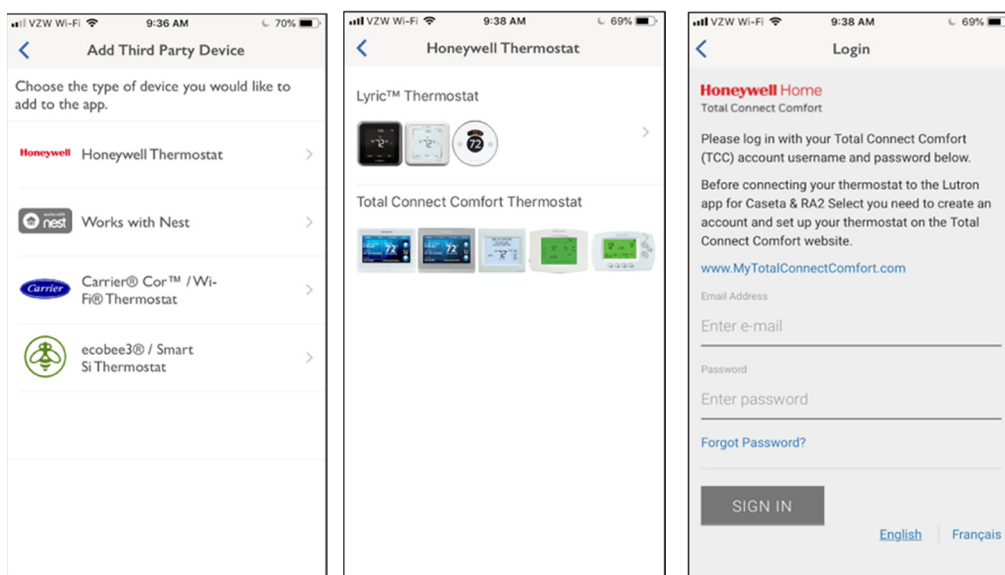 VZW Wi-Fi 9:36 AM 70%
Add Third Party Device
Choose the type of device you would like to
add to the app.
Honeywell Honeywell Thermostat
works with
nest Works with Nest
Carrier Carrier® Cor™ / Wi-
Fi® Thermostat
ecobee3® / Smart
Si Thermostat
VZW Wi-Fi 9:38 AM 69%
Honeywell Thermostat
Lyric™ Thermostat
72
Total Connect Comfort Thermostat
72
72
VZW Wi-Fi 9:38 AM 69%
Login
Honeywell Home
Total Connect Comfort
Please log in with your Total Connect Comfort
(TCC) account username and password below.
Before connecting your thermostat to the Lutron
app for Caseta & RA2 Select you need to create an
account and set up your thermostat on the Total
Connect Comfort website.
www.MyTotalConnectComfort.com
Email Address
Enter e-mail
Password
Enter password
Forgot Password?
SIGN IN
English Français